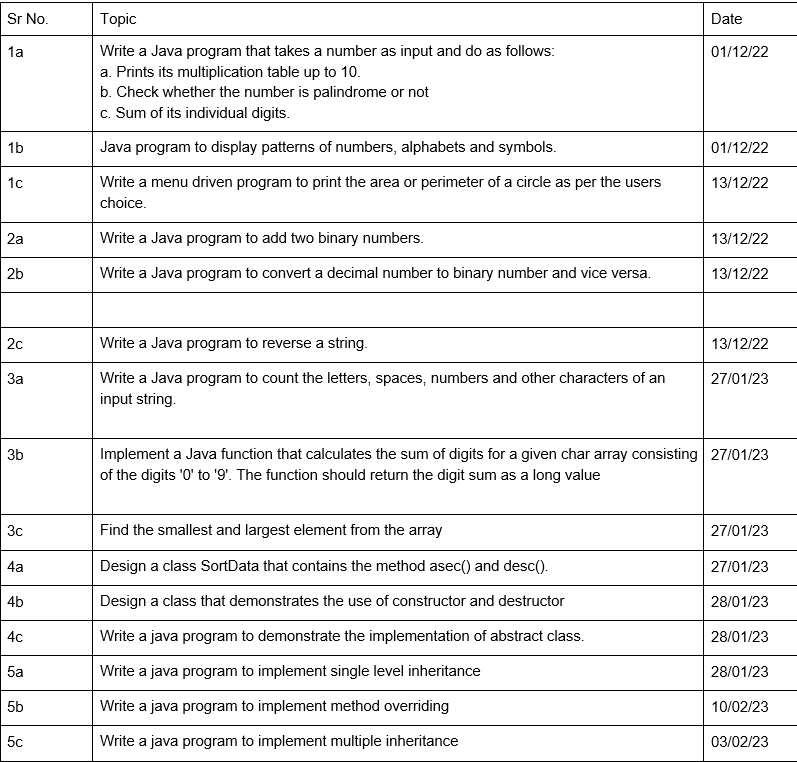 Sr No. Topic Date
1a Write a Java program that takes a number as input and do as follows: 01/12/22
a. Prints its multiplication table up to 10.
b. Check whether the number is palindrome or not
c. Sum of its individual digits.
1b Java program to display patterns of numbers, alphabets and symbols. 01/12/22
1c Write a menu driven program to print the area or perimeter of a circle as per the users 13/12/22
choice.
2a Write a Java program to add two binary numbers. 13/12/22
2b Write a Java program to convert a decimal number to binary number and vice versa. 13/12/22
2c Write a Java program to reverse a string. 13/12/22
3a Write a Java program to count the letters, spaces, numbers and other characters of an 27/01/23
input string.
3b Implement a Java function that calculates the sum of digits for a given char array consisting 27/01/23
of the digits '0' to '9'. The function should return the digit sum as a long value
3c Find the smallest and largest element from the array 27/01/23
4a Design a class SortData that contains the method asec() and desc(). 27/01/23
4b Design a class that demonstrates the use of constructor and destructor 28/01/23
4c Write a java program to demonstrate the implementation of abstract class. 28/01/23
5a Write a java program to implement single level inheritance 28/01/23
5b Write a java program to implement method overriding 10/02/23
5c Write a java program to implement multiple inheritance 03/02/23